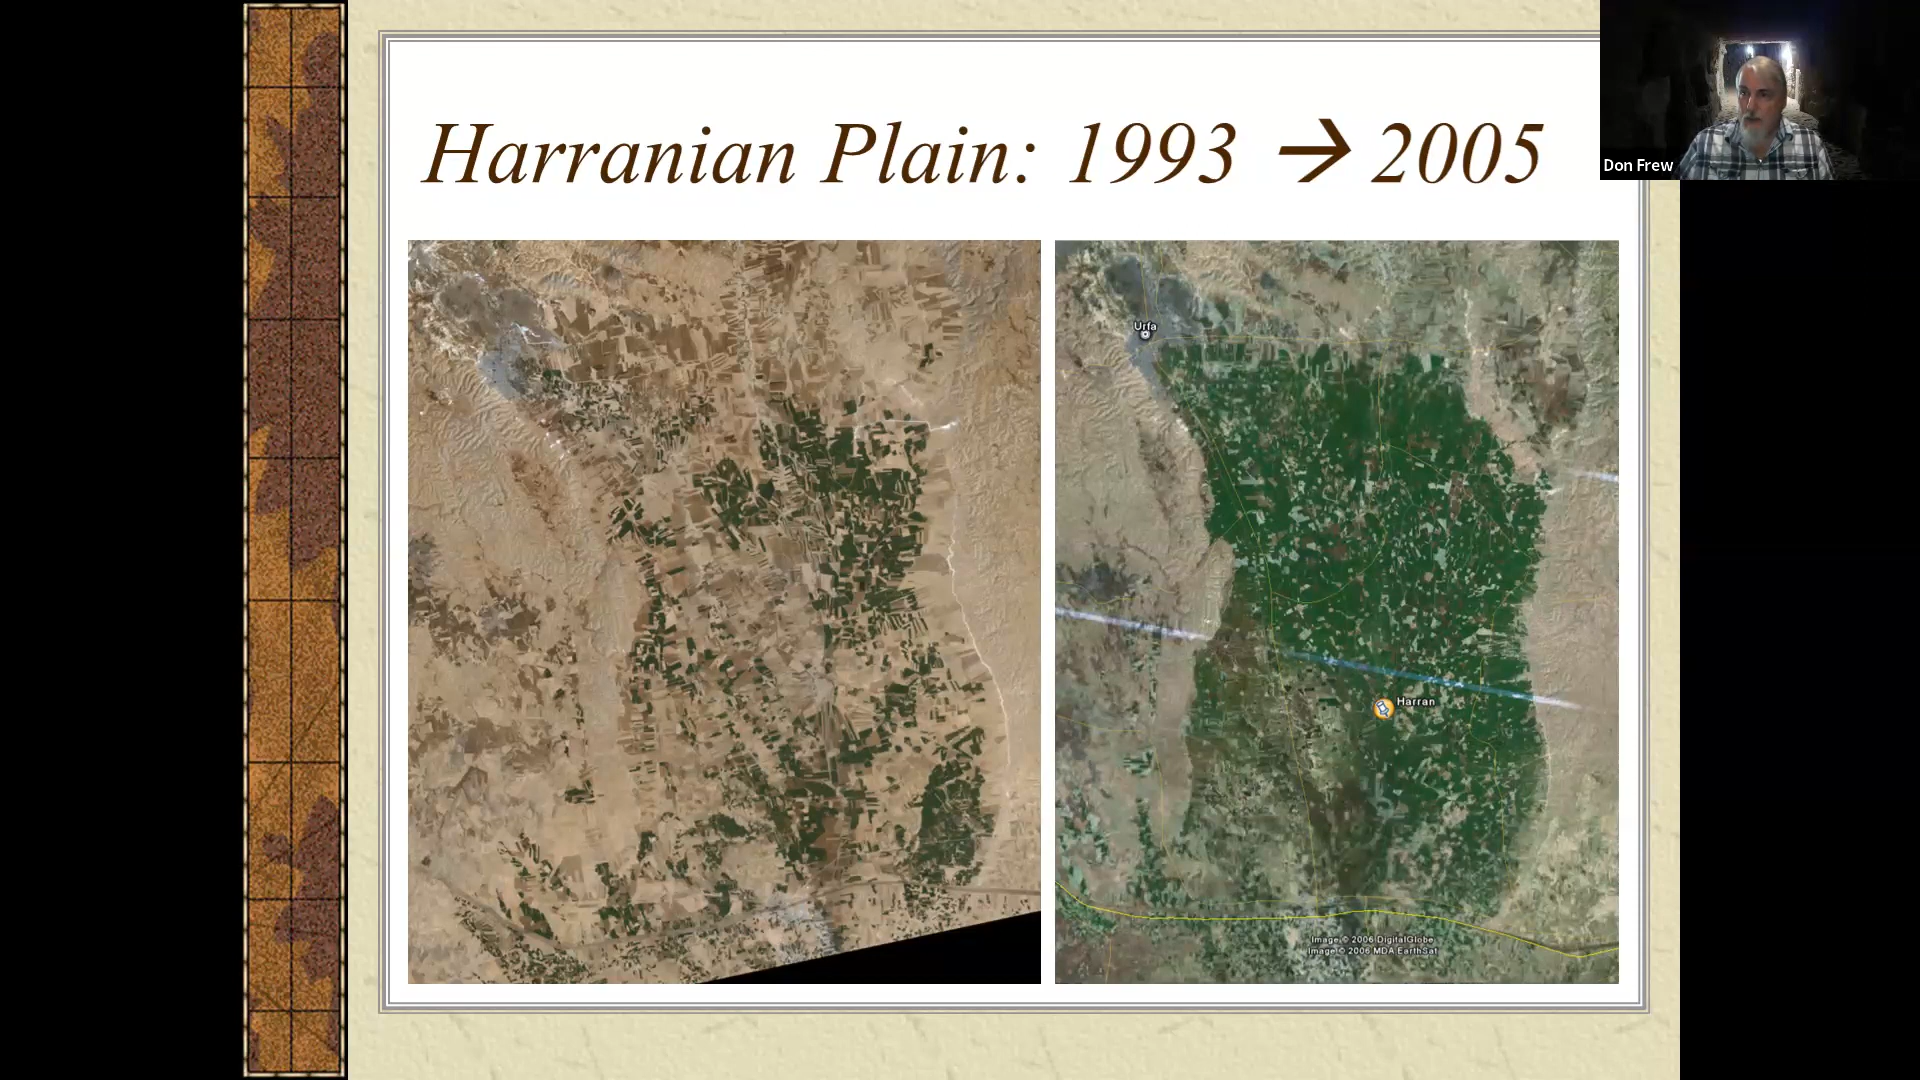 Harranian Plain: 1993 → 2005
Don Frew
Urfa
Harran
Image © 2006 DigitalGlobe
Image © 2006 MDA EarthSat